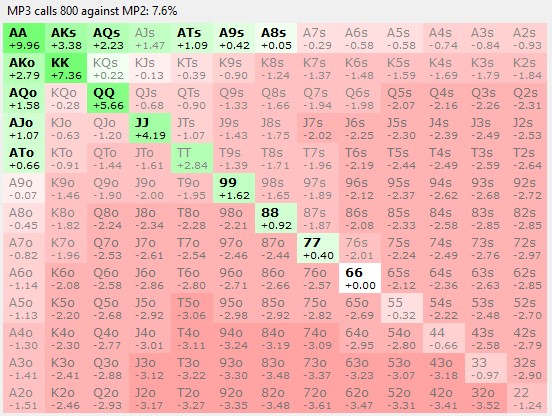 MP3 calls 800 against MP2: 7.6%
AA AKs AQs AJs ATs A9s A8s A7s A6s A5s A4s A3s A2s
+9.96 +3.38 +2.23 +1.47 +1.09 +0.42 +0.05 -0.29 -0.58 -0.58 -0.74 -0.84 -0.93
AKo KK KQs KJs KTs K9s K8s K7s K6s K5s K4s K3s K2s
+2.79 +7.36 +0.22 -0.13 -0.39 -0.90 -1.24 -1.37 -1.48 -1.59 -1.69 -1.79 -1.84
AQo KQo QQ QJs QTs Q9s Q8s Q7s Q6s Q5s Q4s Q3s Q2s
+1.58 -0.28 +5.66 -0.68 -0.90 -1.33 -1.66 -1.94 -1.98 -2.07 -2.16 -2.26 -2.31
AJo KJo QJo JJ JTs J9s J8s J7s J6s J5s J4s J3s J2s
+1.07 -0.63 -1.20 +4.19 -1.07 -1.43 -1.75 -2.02 -2.25 -2.30 -2.39 -2.49 -2.53
ATo KTo QTo JTo TT T9s T8s T7s T6s T5s T4s T3s T2s
+0.66 -0.91 -1.44 -1.61 +2.84 -1.39 -1.71 -1.96 -2.19 -2.44 -2.49 -2.59 -2.64
A9o K9o Q9o J9o T9o 99 98s 97s 96s 95s 94s 93s 92s
-0.07 -1.46 -1.90 -2.00 -1.95 +1.62 -1.65 -1.89 -2.12 -2.37 -2.63 -2.68 -2.72
A8o K8o Q8o J8o T8o 98o 88 87s 86s 85s 84s 83s 82s
-0.45 -1.82 -2.24 -2.34 -2.28 -2.21 +0.92 -1.87 -2.08 -2.33 -2.58 -2.85 -2.85
A7o K7o Q7o J7o T7o 97o 87o 77 76s 75s 74s 73s 72s
-0.82 -1.96 -2.53 -2.61 -2.54 -2.46 -2.44 +0.40 -2.01 -2.24 -2.49 -2.76 -2.97
A6o K6o Q6o J6o T6o 96o 86o 76o 66 65s 64s 63s 62s
-1.14 -2.08 -2.58 -2.86 -2.80 -2.71 -2.66 -2.57 +0.00 -2.12 -2.36 -2.63 -2.85
A5o K5o Q5o J5o T5o 95o 85o 75o 65o 55 54s 53s 52s
-1.13 -2.20 -2.68 -2.92 -3.06 -2.98 -2.92 -2.82 -2.69 -0.32 -2.22 -2.48 -2.70
A4o K4o Q4o J4o T4o 94o 84o 74o 64o 54o 44 43s 42s
-1.30 -2.30 -2.77 -3.01 -3.11 -3.24 -3.19 -3.09 -2.95 -2.80 -0.66 -2.58 -2.79
A3o K3o Q3o J3o T3o 93o 83o 73o 63o 53o 43o 33 32s
-1.41 -2.41 -2.88 -3.12 -3.22 -3.30 -3.48 -3.37 -3.23 -3.07 -3.18 -0.97 -2.90
A2o K2o Q2o J2o T2o 92o 82o 72o 62o 52o 42o 32o 22
-1.51 -2.46 -2.93 -3.17 -3.27 -3.35 -3.48 -3.61 -3.47 -3.31 -3.41 -3.52 -1.24